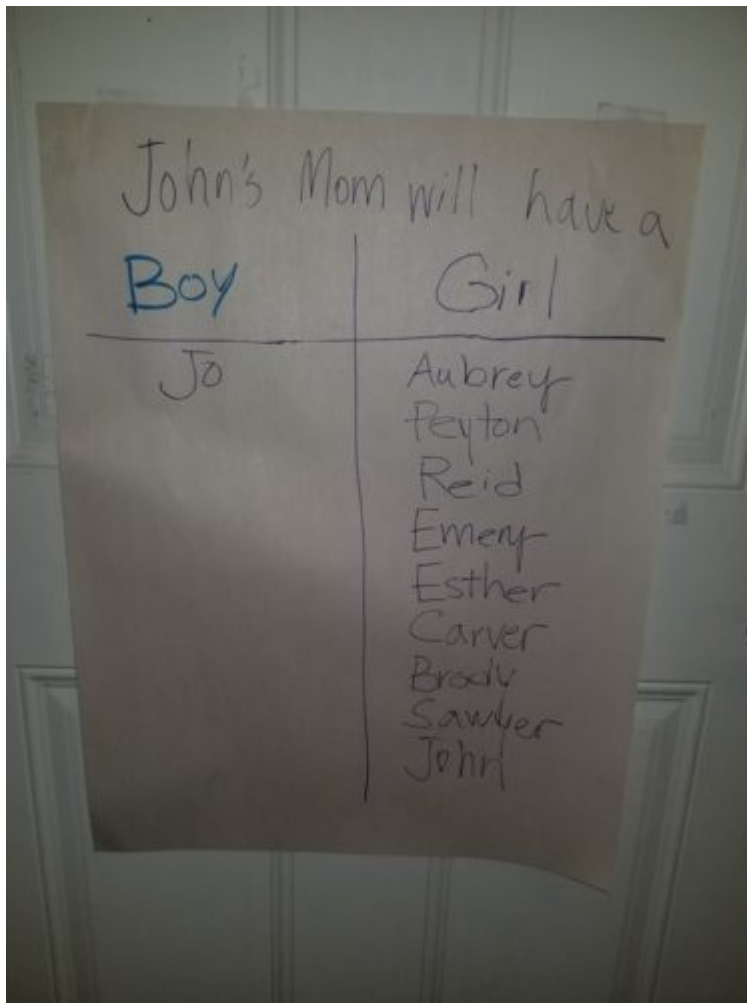 John's Mom will have a
Boy Girl
Jo Aubrey
Peyton
Reid
Emery
Esther
Carver
Brody
Sawyer
John